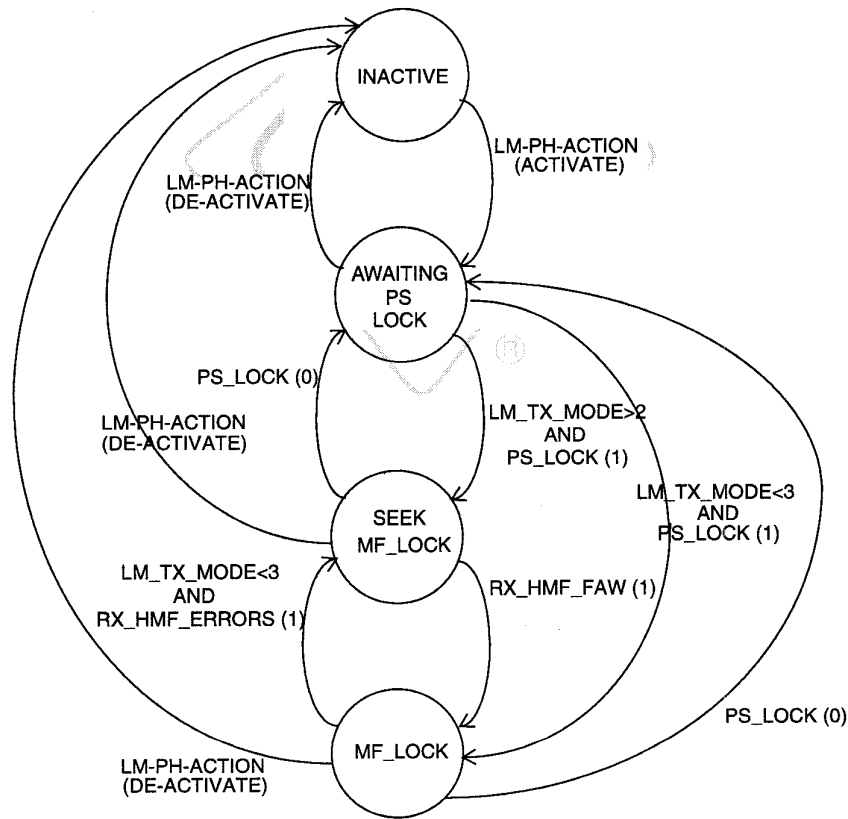 INACTIVE
LM-PH-ACTION
(ACTIVATE)
LM-PH-ACTION
(DE-ACTIVATE)
AWAITING
PS
LOCK
®
PS_LOCK (0)
LM_TX_MODE>2
AND
PS_LOCK (1)
LM-PH-ACTION
(DE-ACTIVATE)
LM_TX_MODE<3
AND
PS_LOCK (1)
SEEK
MF_LOCK
LM_TX_MODE<3
AND
RX_HMF_ERRORS (1)
RX_HMF_FAW (1)
PS_LOCK (0)
MF_LOCK
LM-PH-ACTION
(DE-ACTIVATE)